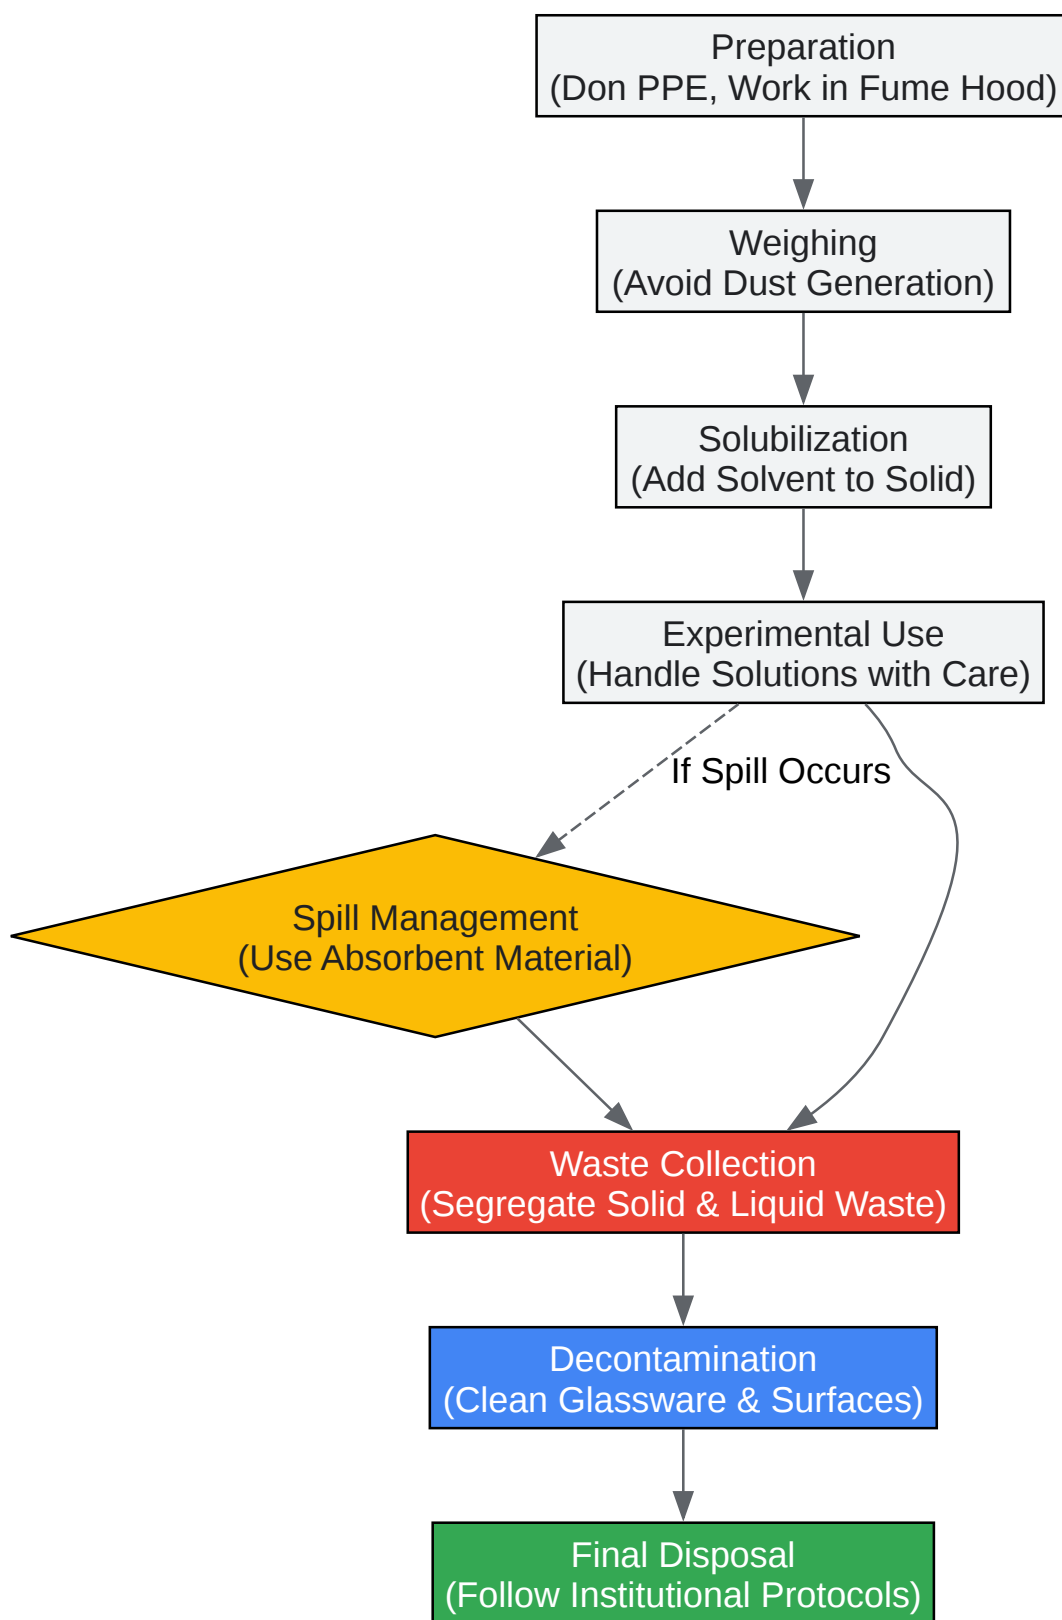 Preparation
(Don PPE, Work in Fume Hood)
Weighing
(Avoid Dust Generation)
Solubilization
(Add Solvent to Solid)
Experimental Use
(Handle Solutions with Care)
If Spill Occurs
Spill Management
(Use Absorbent Material)
Waste Collection
(Segregate Solid & Liquid Waste)
Decontamination
(Clean Glassware & Surfaces)
Final Disposal
(Follow Institutional Protocols)